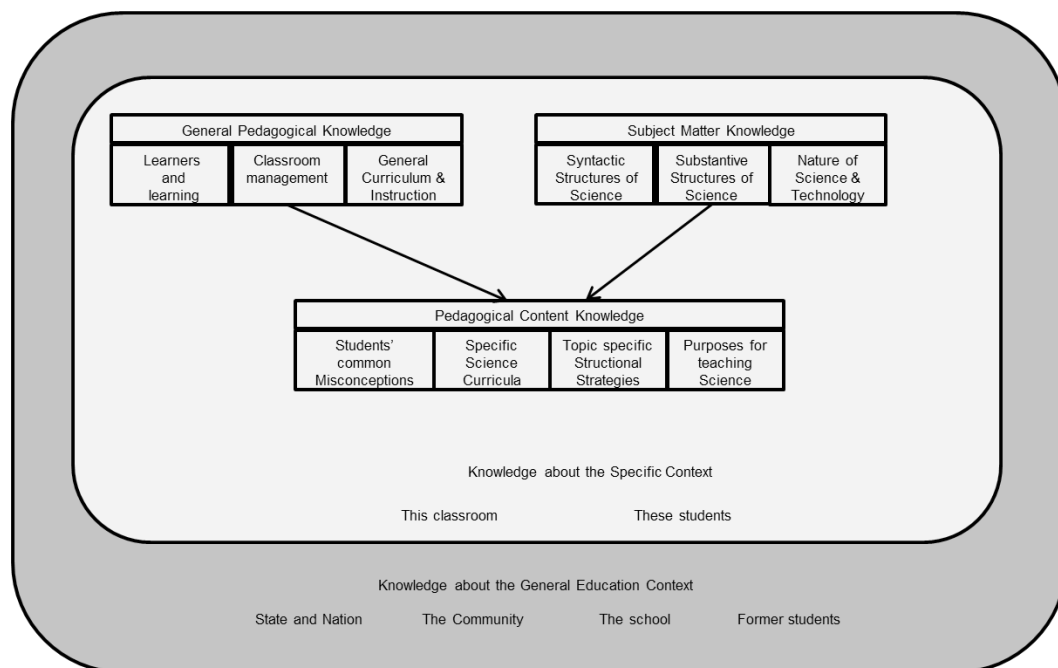 General Pedagogical Knowledge
Learners
and
learning
Classroom
management
General
Curriculum &
Instruction
Subject Matter Knowledge
Syntactic
Structures of
Science
Substantive
Structures of
Science
Nature of
Science &
Technology
Pedagogical Content Knowledge
Students'
common
Misconceptions
Specific
Science
Curricula
Topic specific
Structional
Strategies
Purposes for
teaching
Science
Knowledge about the Specific Context
This classroom
These students
Knowledge about the General Education Context
State and Nation
The Community
The school
Former students